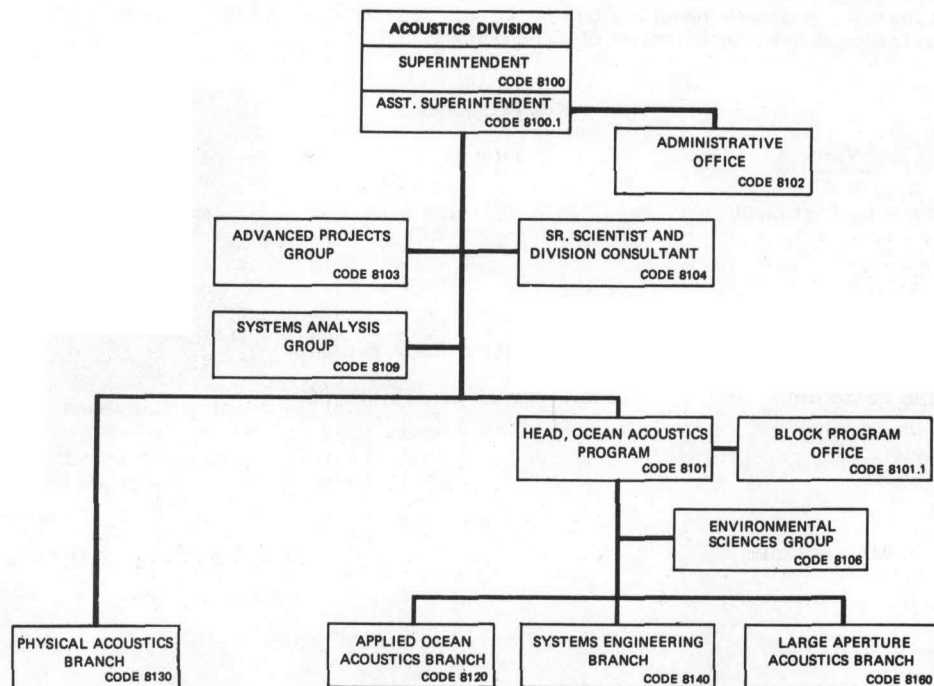 ACOUSTICS DIVISION
SUPERINTENDENT
CODE 8100
ASST. SUPERINTENDENT
CODE 8100.1
ADMINISTRATIVE
OFFICE
CODE 8102
ADVANCED PROJECTS
GROUP
CODE 8103
SR. SCIENTIST AND
DIVISION CONSULTANT
CODE 8104
SYSTEMS ANALYSIS
GROUP
CODE 8109
HEAD, OCEAN ACOUSTICS
PROGRAM
CODE 8101
BLOCK PROGRAM
OFFICE
CODE 8101.1
ENVIRONMENTAL
SCIENCES GROUP
CODE 8106
PHYSICAL ACOUSTICS
BRANCH
CODE 8130
APPLIED OCEAN
ACOUSTICS BRANCH
CODE 8120
SYSTEMS ENGINEERING
BRANCH
CODE 8140
LARGE APERTURE
ACOUSTICS BRANCH
CODE 8160